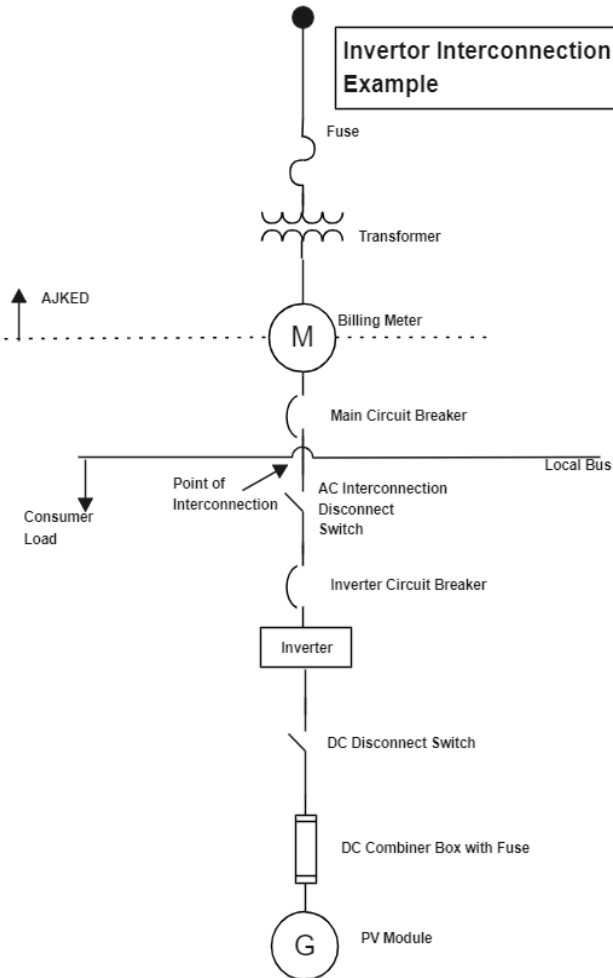 Invertor Interconnection
Example
Fuse
Transformer
AJKED
Billing Meter
M
Main Circuit Breaker
Local Bus
Point of
Interconnection
AC Interconnection
Disconnect
Switch
Consumer
Load
Inverter Circuit Breaker
Inverter
DC Disconnect Switch
DC Combiner Box with Fuse
G
PV Module